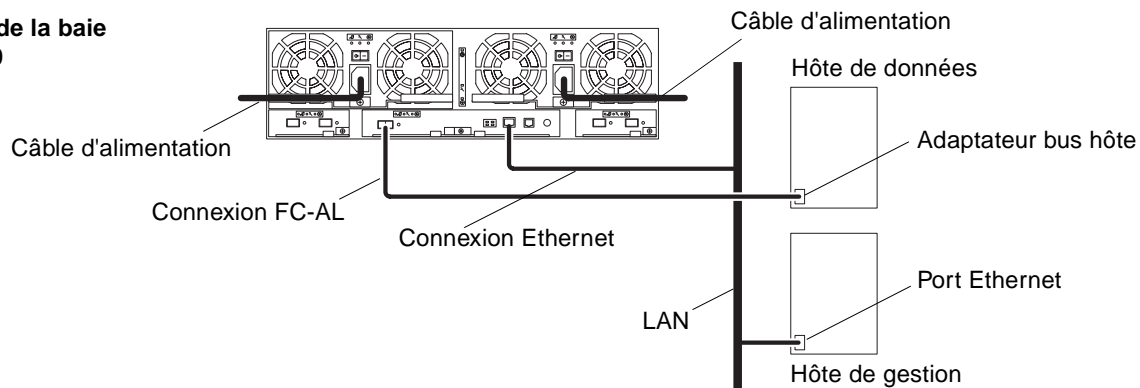 de la baie
Câble d'alimentation
Hôte de données
Câble d'alimentation
Adaptateur bus hôte
Connexion FC-AL
Connexion Ethernet
Port Ethernet
LAN
Hôte de gestion